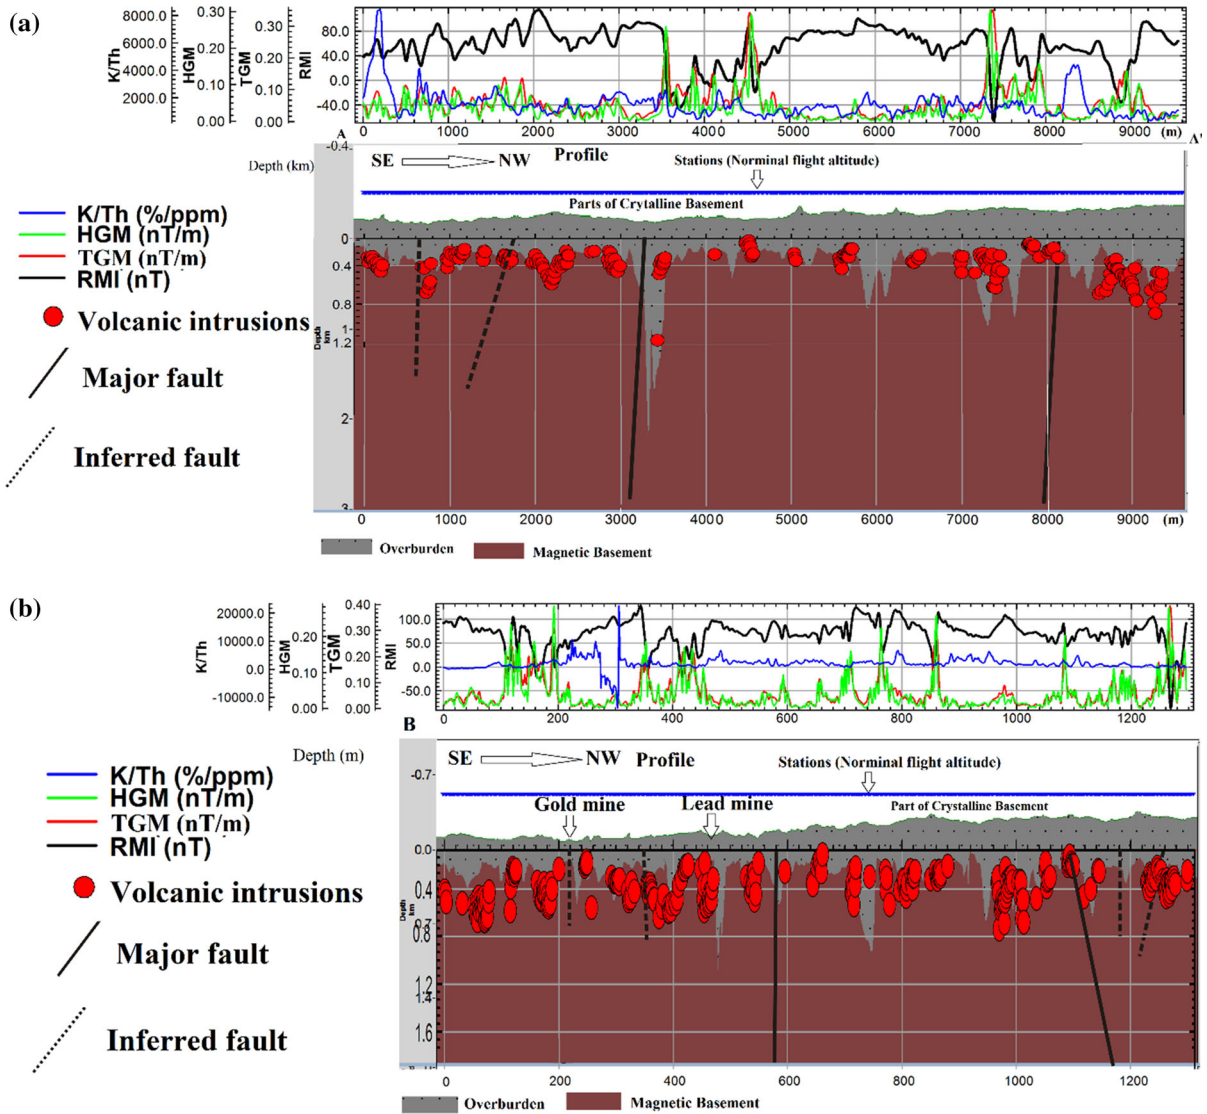 (a)
8000.0
6000.0
4000.0
2000.0
K/Th
0.30
0.20
0.10
0.00
HGM
0.30
0.20
0.10
0.00
TGM
80.0
40.0
0.0
-40.0
RMI
0 1000 2000 3000 4000 5000 6000 7000 8000 9000 (m)
A A'
-0.4
Depth (km)
SE NW Profile
Stations (Norminal flight altitude)
Parts of Crytalline Basement
K/Th (%/ppm)
HGM (nT/m)
TGM (nT/m)
RMI (nT)
Volcanic intrusions
Major fault
Inferred fault
0
0.4
0.8
1
1.2
2
3
Depth
km
0 1000 2000 3000 4000 5000 6000 7000 8000 9000 (m)
Overburden Magnetic Basement
(b)
20000.0
10000.0
0.0
-10000.0
K/Th
0.20
0.10
0.00
HGM
0.40
0.30
0.20
0.10
0.00
TGM
100.0
50.0
0.0
-50.0
RMI
0 200 400 600 800 1000 1200
B
Depth (m)
-0.7
SE NW Profile
Stations (Norminal flight altitude)
Gold mine Lead mine
Part of Crystalline Basement
K/Th (%/ppm)
HGM (nT/m)
TGM (nT/m)
RMI (nT)
Volcanic intrusions
Major fault
Inferred fault
0.0
0.4
0.8
1.2
1.4
1.6
Depth
km
0 200 400 600 800 1000 1200
Overburden Magnetic Basement